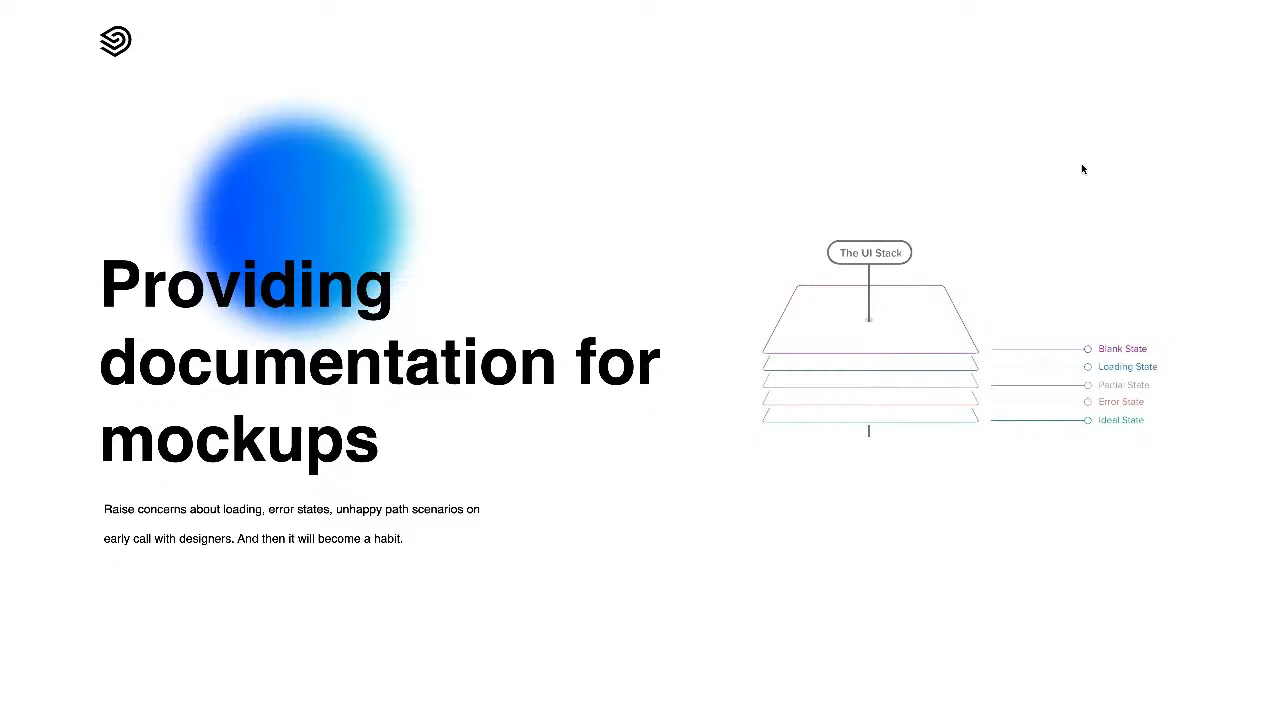 Providing
documentation for
mockups
Raise concerns about loading, error states, unhappy path scenarios on
early call with designers. And then it will become a habit.
The UI Stack
Blank State
Loading State
Partial State
Error State
Ideal State